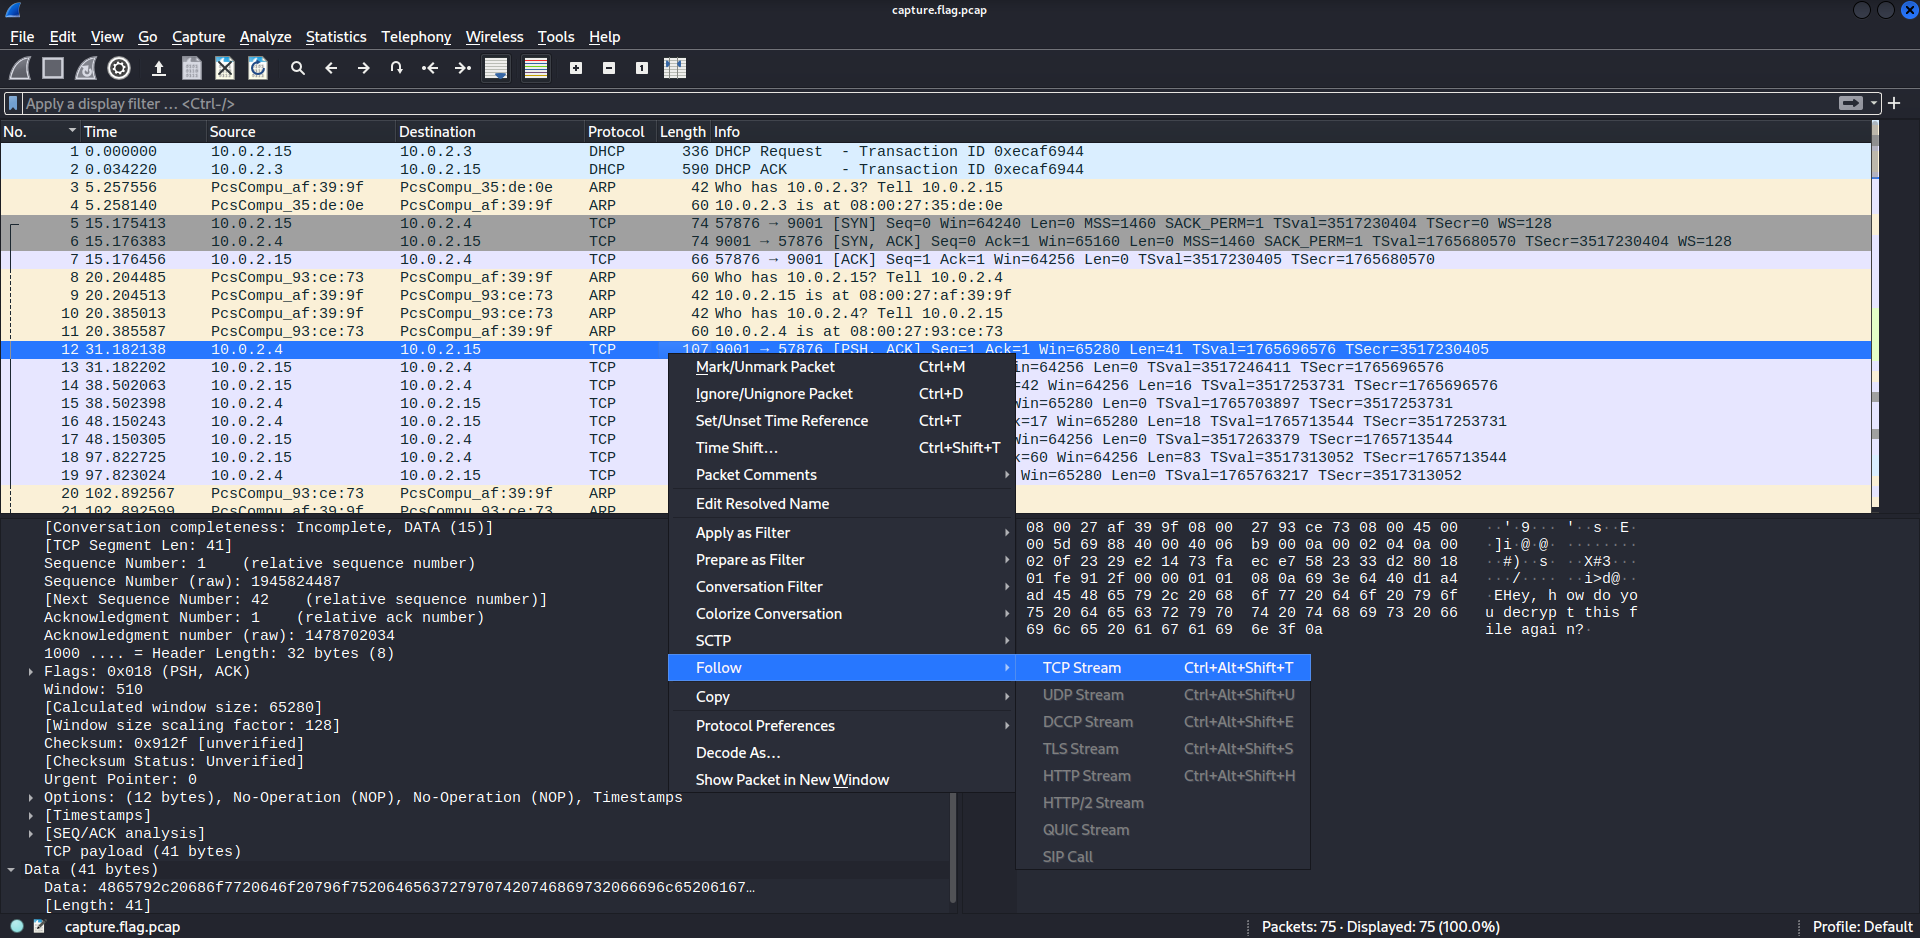 capture.flag.pcap
File Edit View Go Capture Analyze Statistics Telephony Wireless Tools Help
Apply a display filter … <Ctrl-/>
No. Time Source Destination Protocol Length Info
1 0.000000 10.0.2.15 10.0.2.3 DHCP 336 DHCP Request - Transaction ID 0xecaf6944
2 0.034220 10.0.2.3 10.0.2.15 DHCP 590 DHCP ACK - Transaction ID 0xecaf6944
3 5.257556 PcsCompu_af:39:9f PcsCompu_35:de:0e ARP 42 Who has 10.0.2.3? Tell 10.0.2.15
4 5.258140 PcsCompu_35:de:0e PcsCompu_af:39:9f ARP 60 10.0.2.3 is at 08:00:27:35:de:0e
5 15.175413 10.0.2.15 10.0.2.4 TCP 74 57876 → 9001 [SYN] Seq=0 Win=64240 Len=0 MSS=1460 SACK_PERM=1 TSval=3517230404 TSecr=0 WS=128
6 15.176383 10.0.2.4 10.0.2.15 TCP 74 9001 → 57876 [SYN, ACK] Seq=0 Ack=1 Win=65160 Len=0 MSS=1460 SACK_PERM=1 TSval=1765680570 TSecr=3517230404 WS=128
7 15.176456 10.0.2.15 10.0.2.4 TCP 66 57876 → 9001 [ACK] Seq=1 Ack=1 Win=64256 Len=0 TSval=3517230405 TSecr=1765680570
8 20.204485 PcsCompu_93:ce:73 PcsCompu_af:39:9f ARP 60 Who has 10.0.2.15? Tell 10.0.2.4
9 20.204513 PcsCompu_af:39:9f PcsCompu_93:ce:73 ARP 42 10.0.2.15 is at 08:00:27:af:39:9f
10 20.385013 PcsCompu_af:39:9f PcsCompu_93:ce:73 ARP 42 Who has 10.0.2.4? Tell 10.0.2.15
11 20.385587 PcsCompu_93:ce:73 PcsCompu_af:39:9f ARP 60 10.0.2.4 is at 08:00:27:93:ce:73
12 31.182138 10.0.2.4 10.0.2.15 TCP 107 9001 → 57876 [PSH, ACK] Seq=1 Ack=1 Win=65280 Len=41 TSval=1765696576 TSecr=3517230405
13 31.182202 10.0.2.15 10.0.2.4 TCP in=64256 Len=0 TSval=3517246411 TSecr=1765696576
14 38.502063 10.0.2.15 10.0.2.4 TCP =42 Win=64256 Len=16 TSval=3517253731 TSecr=1765696576
15 38.502398 10.0.2.4 10.0.2.15 TCP Win=65280 Len=0 TSval=1765703897 TSecr=3517253731
16 48.150243 10.0.2.4 10.0.2.15 TCP k=17 Win=65280 Len=18 TSval=1765713544 TSecr=3517253731
17 48.150305 10.0.2.15 10.0.2.4 TCP Win=64256 Len=0 TSval=3517263379 TSecr=1765713544
18 97.822725 10.0.2.15 10.0.2.4 TCP k=60 Win=64256 Len=83 TSval=3517313052 TSecr=1765713544
19 97.823024 10.0.2.4 10.0.2.15 TCP Win=65280 Len=0 TSval=1765763217 TSecr=3517313052
20 102.892567 PcsCompu_93:ce:73 PcsCompu_af:39:9f ARP
21 102.892599 PcsCompu_af:39:9f PcsCompu_93:ce:73 ARP
Mark/Unmark Packet Ctrl+M
Ignore/Unignore Packet Ctrl+D
Set/Unset Time Reference Ctrl+T
Time Shift… Ctrl+Shift+T
Packet Comments
Edit Resolved Name
Apply as Filter
Prepare as Filter
Conversation Filter
Colorize Conversation
SCTP
Follow
Copy
Protocol Preferences
Decode As…
Show Packet in New Window
TCP Stream Ctrl+Alt+Shift+T
UDP Stream Ctrl+Alt+Shift+U
DCCP Stream Ctrl+Alt+Shift+E
TLS Stream Ctrl+Alt+Shift+S
HTTP Stream Ctrl+Alt+Shift+H
HTTP/2 Stream
QUIC Stream
SIP Call
[Conversation completeness: Incomplete, DATA (15)]
[TCP Segment Len: 41]
Sequence Number: 1 (relative sequence number)
Sequence Number (raw): 1945824487
[Next Sequence Number: 42 (relative sequence number)]
Acknowledgment Number: 1 (relative ack number)
Acknowledgment number (raw): 1478702034
1000 .... = Header Length: 32 bytes (8)
Flags: 0x018 (PSH, ACK)
Window: 510
[Calculated window size: 65280]
[Window size scaling factor: 128]
Checksum: 0x912f [unverified]
[Checksum Status: Unverified]
Urgent Pointer: 0
Options: (12 bytes), No-Operation (NOP), No-Operation (NOP), Timestamps
[Timestamps]
[SEQ/ACK analysis]
TCP payload (41 bytes)
Data (41 bytes)
Data: 4865792c20686f7720646f20796f75206465637279707420746869732066696c65206167…
[Length: 41]
08 00 27 af 39 9f 08 00 27 93 ce 73 08 00 45 00 ··'·9··· '··s··E·
00 5d 69 88 40 00 40 06 b9 00 0a 00 02 04 0a 00 ·]i·@·@· ········
02 0f 23 29 e2 14 73 fa ec e7 58 23 33 d2 80 18 ··#)··s· ··X#3···
01 fe 91 2f 00 00 01 01 08 0a 69 3e 64 40 d1 a4 ···/···· ··i>d@··
ad 45 48 65 79 2c 20 68 6f 77 20 64 6f 20 79 6f ·EHey, h ow do yo
75 20 64 65 63 72 79 70 74 20 74 68 69 73 20 66 u decryp t this f
69 6c 65 20 61 67 61 69 6e 3f 0a ile agai n?·
capture.flag.pcap
Packets: 75 · Displayed: 75 (100.0%)
Profile: Default